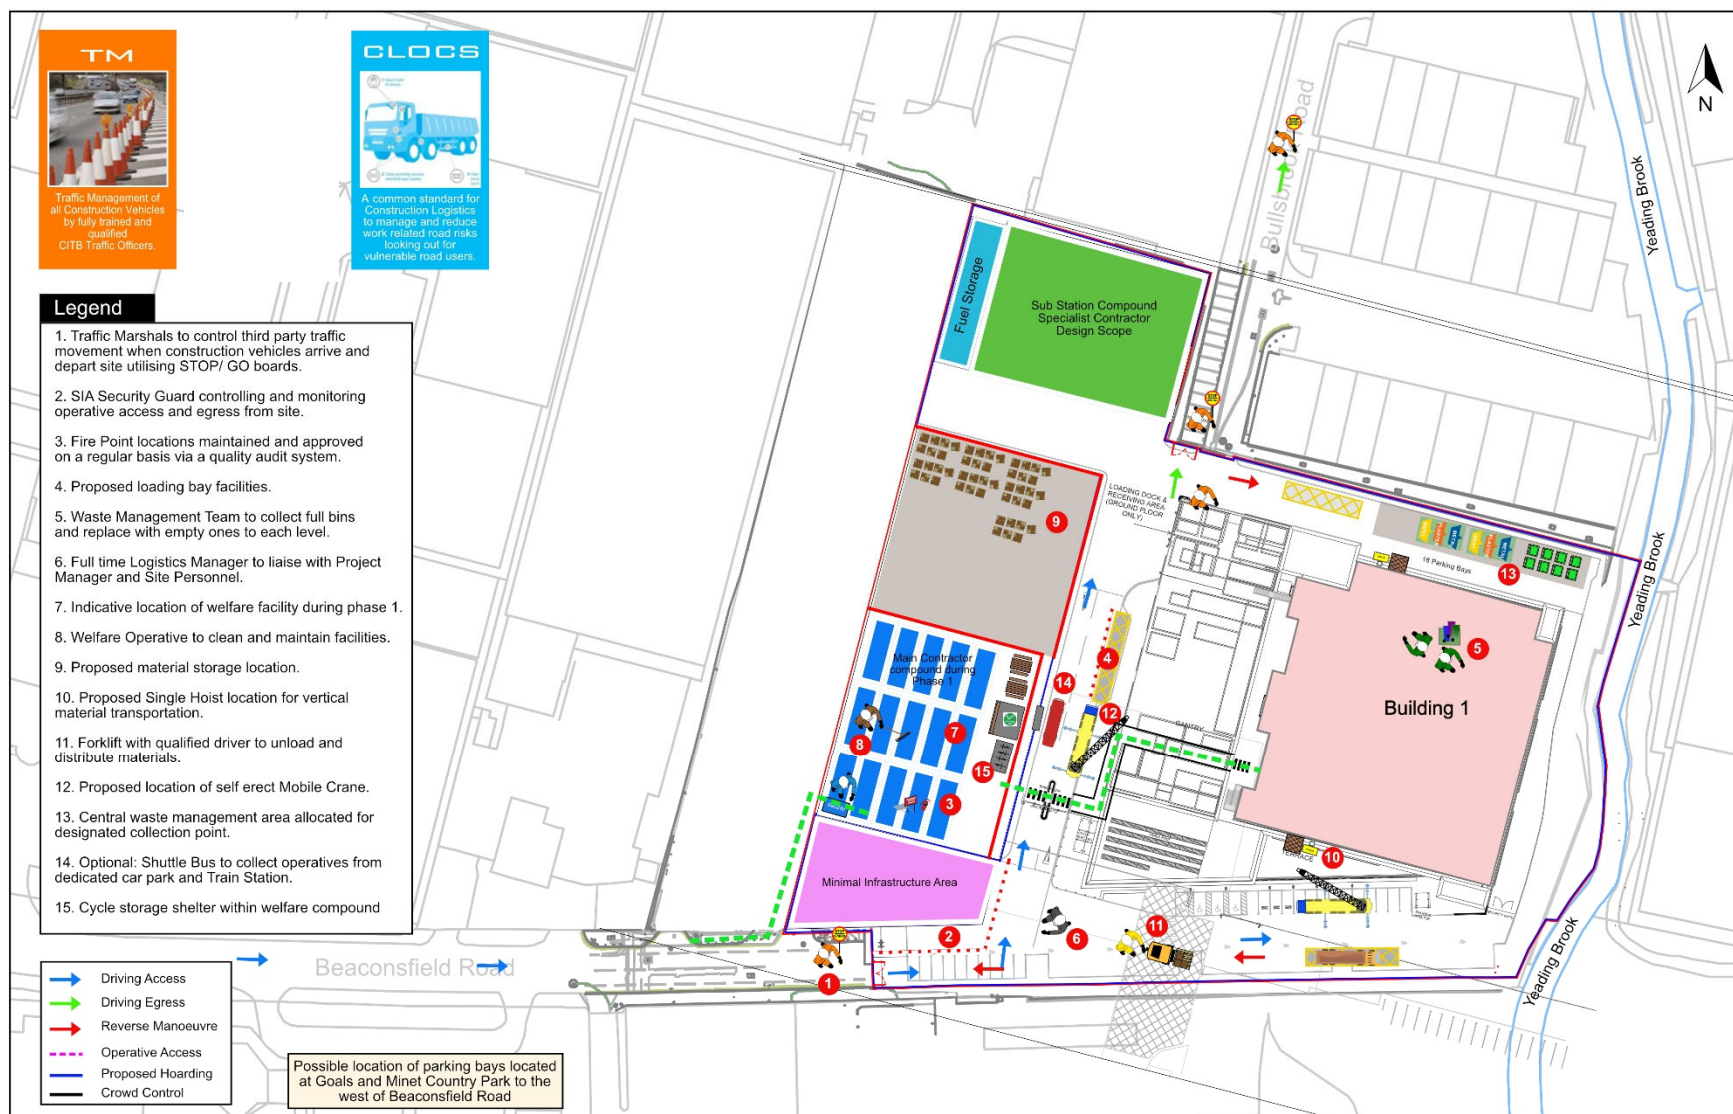 TM
Traffic Management of
all Construction Vehicles
by fully trained and
qualified
CITB Traffic Officers.
CLOCS
A common standard for
Construction Logistics
to manage and reduce
work related road risks
looking out for
vulnerable road users.
Legend
1. Traffic Marshals to control third party traffic
movement when construction vehicles arrive and
depart site utilising STOP/ GO boards.
2. SIA Security Guard controlling and monitoring
operative access and egress from site.
3. Fire Point locations maintained and approved
on a regular basis via a quality audit system.
4. Proposed loading bay facilities.
5. Waste Management Team to collect full bins
and replace with empty ones to each level.
6. Full time Logistics Manager to liaise with Project
Manager and Site Personnel.
7. Indicative location of welfare facility during phase 1.
8. Welfare Operative to clean and maintain facilities.
9. Proposed material storage location.
10. Proposed Single Hoist location for vertical
material transportation.
11. Forklift with qualified driver to unload and
distribute materials.
12. Proposed location of self erect Mobile Crane.
13. Central waste management area allocated for
designated collection point.
14. Optional: Shuttle Bus to collect operatives from
dedicated car park and Train Station.
15. Cycle storage shelter within welfare compound
Driving Access
Driving Egress
Reverse Manoeuvre
Operative Access
Proposed Hoarding
Crowd Control
Possible location of parking bays located
at Goals and Minet Country Park to the
west of Beaconsfield Road
N
Bullsbrook Road
Yeading Brook
Yeading Brook
Yeading Brook
Yeading Brook
Fuel Storage
Sub Station Compound
Specialist Contractor
Design Scope
LOADING DOCK &
RECEIVING AREA
(GROUND FLOOR
ONLY)
9
16 Parking Bays
13
Main Contractor
compound during
Phase 1
4
14
12
5
Building 1
GANTRY
7
8
15
3
TERRACE
10
Minimal Infrastructure Area
2
6
11
1
Beaconsfield Road